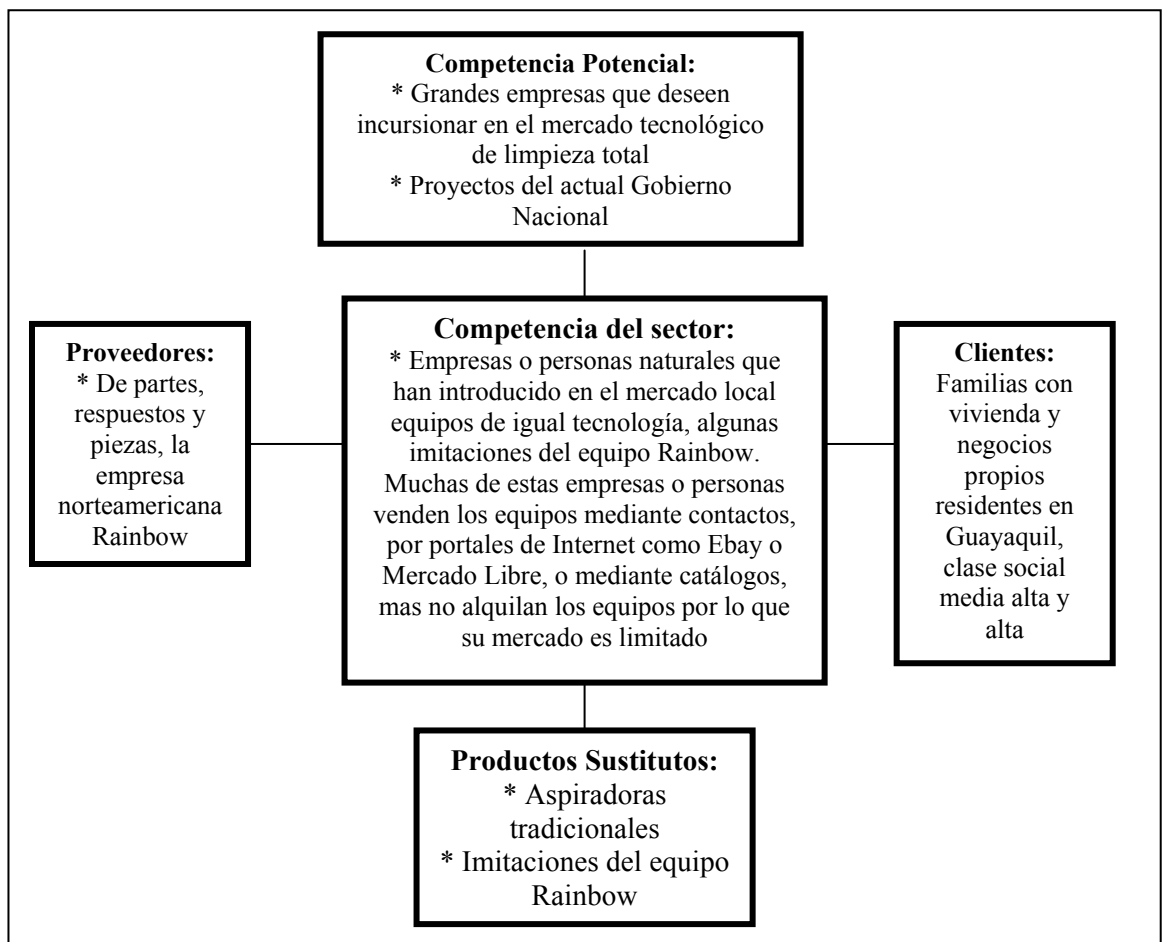 Competencia Potencial:
* Grandes empresas que deseen
incursionar en el mercado tecnológico
de limpieza total
* Proyectos del actual Gobierno
Nacional
Proveedores:
* De partes,
respuestos y
piezas, la
empresa
norteamericana
Rainbow
Competencia del sector:
* Empresas o personas naturales que
han introducido en el mercado local
equipos de igual tecnología, algunas
imitaciones del equipo Rainbow.
Muchas de estas empresas o personas
venden los equipos mediante contactos,
por portales de Internet como Ebay o
Mercado Libre, o mediante catálogos,
mas no alquilan los equipos por lo que
su mercado es limitado
Clientes:
Familias con
vivienda y
negocios
propios
residentes en
Guayaquil,
clase social
media alta y
alta
Productos Sustitutos:
* Aspiradoras
tradicionales
* Imitaciones del equipo
Rainbow